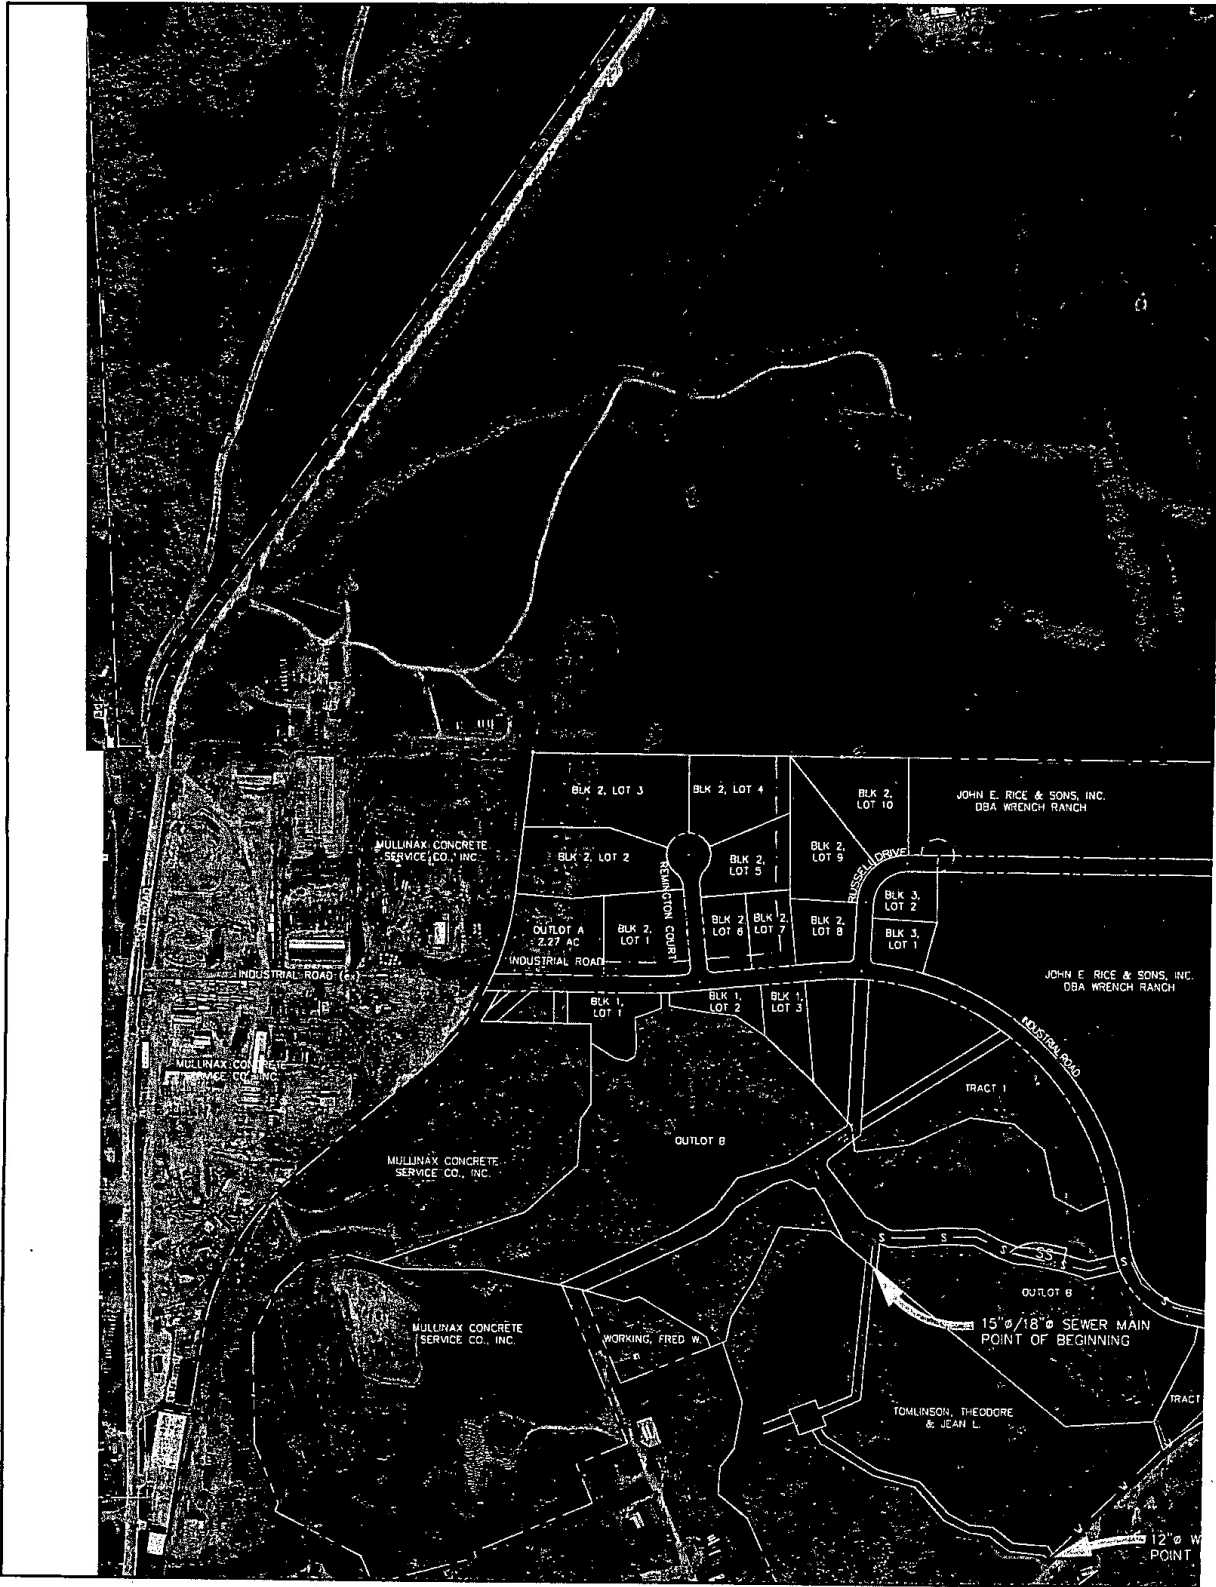 BLK 2, LOT 3
BLK 2, LOT 4
BLK 2,
LOT 10
JOHN E. RICE & SONS, INC.
DBA WRENCH RANCH
MULLINAX CONCRETE
SERVICE CO., INC.
BLK 2, LOT 2
BLK 2,
LOT 5
BLK 2,
LOT 9
RUSSELL DRIVE
REMINGTON COURT
BLK 3,
LOT 2
OUTLOT A
2.27 AC
BLK 2,
LOT 1
BLK 2,
LOT 6
BLK 2,
LOT 7
BLK 2,
LOT 8
BLK 3,
LOT 1
ROAD
INDUSTRIAL ROAD
INDUSTRIAL ROAD
JOHN E. RICE & SONS, INC.
DBA WRENCH RANCH
BLK 1,
LOT 1
BLK 1,
LOT 2
BLK 1,
LOT 3
INDUSTRIAL ROAD
MULLINAX CONCRETE
SERVICE CO., INC.
TRACT 1
OUTLOT B
MULLINAX CONCRETE
SERVICE CO., INC.
S
S
S
SS
S
S
OUTLOT B
15"ø/18"ø SEWER MAIN
POINT OF BEGINNING
MULLINAX CONCRETE
SERVICE CO., INC.
WORKING, FRED W.
TRACT
TOMLINSON, THEODORE
& JEAN L.
12"ø W
POINT